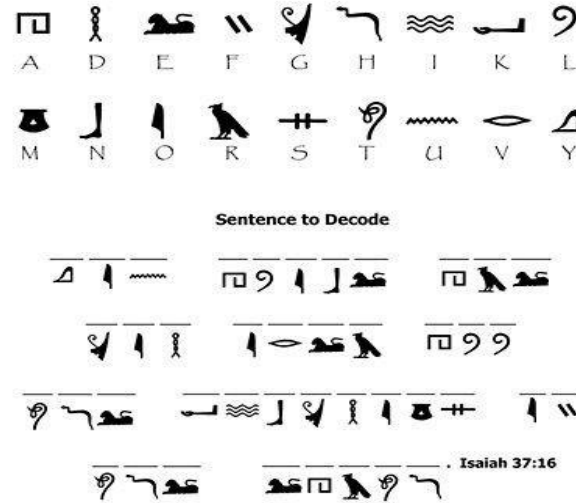 A D E F G H I K L
M N O R S T U V Y
Sentence to Decode
. Isaiah 37:16